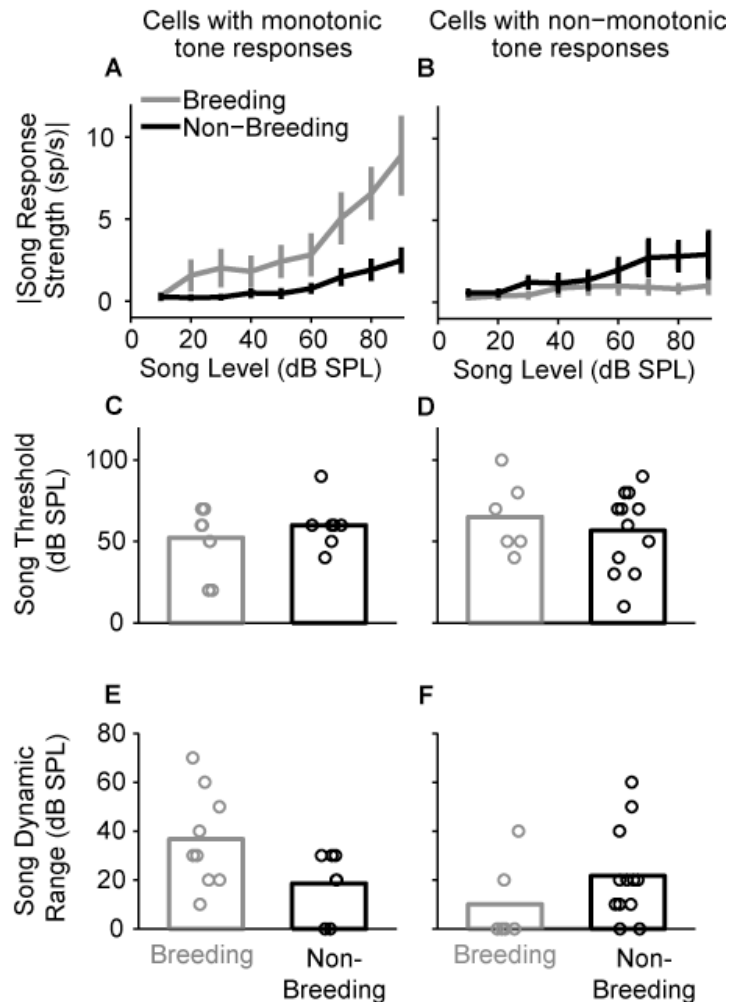 Cells with monotonic
tone responses
Cells with non-monotonic
tone responses
A
B
Breeding
Non-Breeding
|Song Response
Strength (sp/s)|
10
5
0
0 20 40 60 80
Song Level (dB SPL)
0 20 40 60 80
Song Level (dB SPL)
C
D
Song Threshold
(dB SPL)
100
50
0
E
F
Song Dynamic
Range (dB SPL)
80
60
40
20
0
Breeding
Non-
Breeding
Breeding
Non-
Breeding